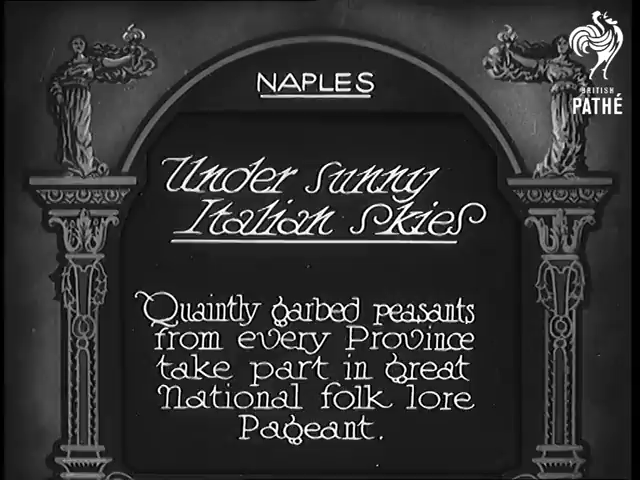 NAPLES
Under sunny
Italian skies
Quaintly garbed peasants
from every Province
take part in great
National folk lore
Pageant.
BRITISH
PATHÉ